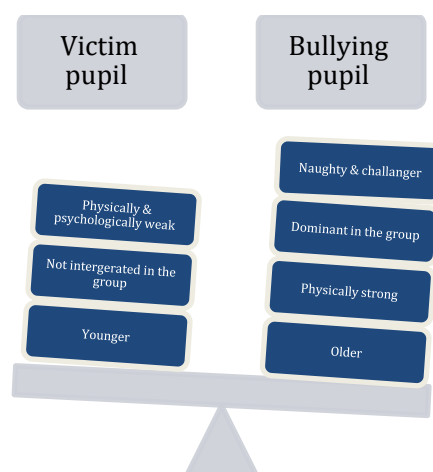 Victim
pupil
Bullying
pupil
Physically &
psychologically weak
Not intergerated in the
group
Younger
Naughty & challanger
Dominant in the group
Physically strong
Older